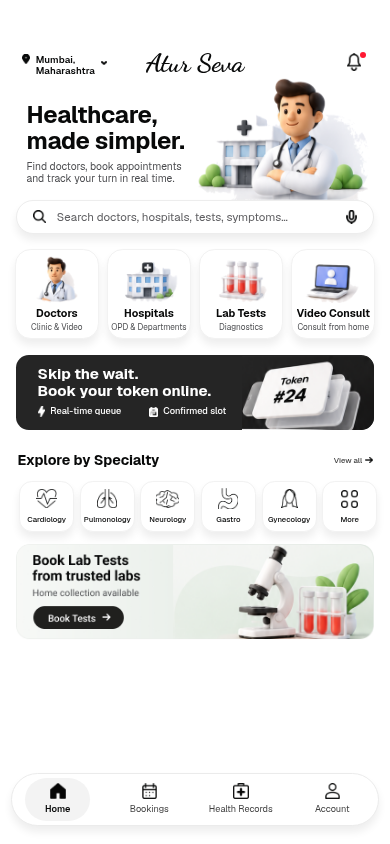 Mumbai,
Maharashtra
Atur Seva
Healthcare,
made simpler.
Find doctors, book appointments
and track your turn in real time.
Search doctors, hospitals, tests, symptoms...
Doctors
Clinic & Video
Hospitals
OPD & Departments
Lab Tests
Diagnostics
Video Consult
Consult from home
Skip the wait.
Book your token online.
Real-time queue
Confirmed slot
Token
#24
Explore by Specialty
View all →
Cardiology
Pulmonology
Neurology
Gastro
Gynecology
More
Book Lab Tests
from trusted labs
Home collection available
Book Tests →
Home
Bookings
Health Records
Account